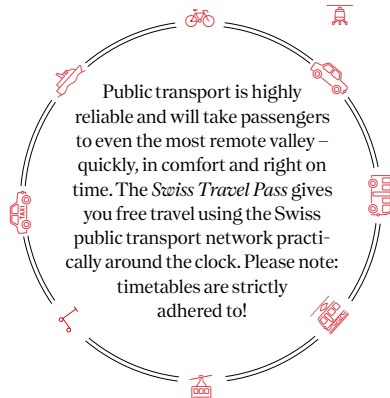 Public transport is highly
reliable and will take passengers
to even the most remote valley –
quickly, in comfort and right on
time. The Swiss Travel Pass gives
you free travel using the Swiss
public transport network practi-
cally around the clock. Please note:
timetables are strictly
adhered to!
TAXI